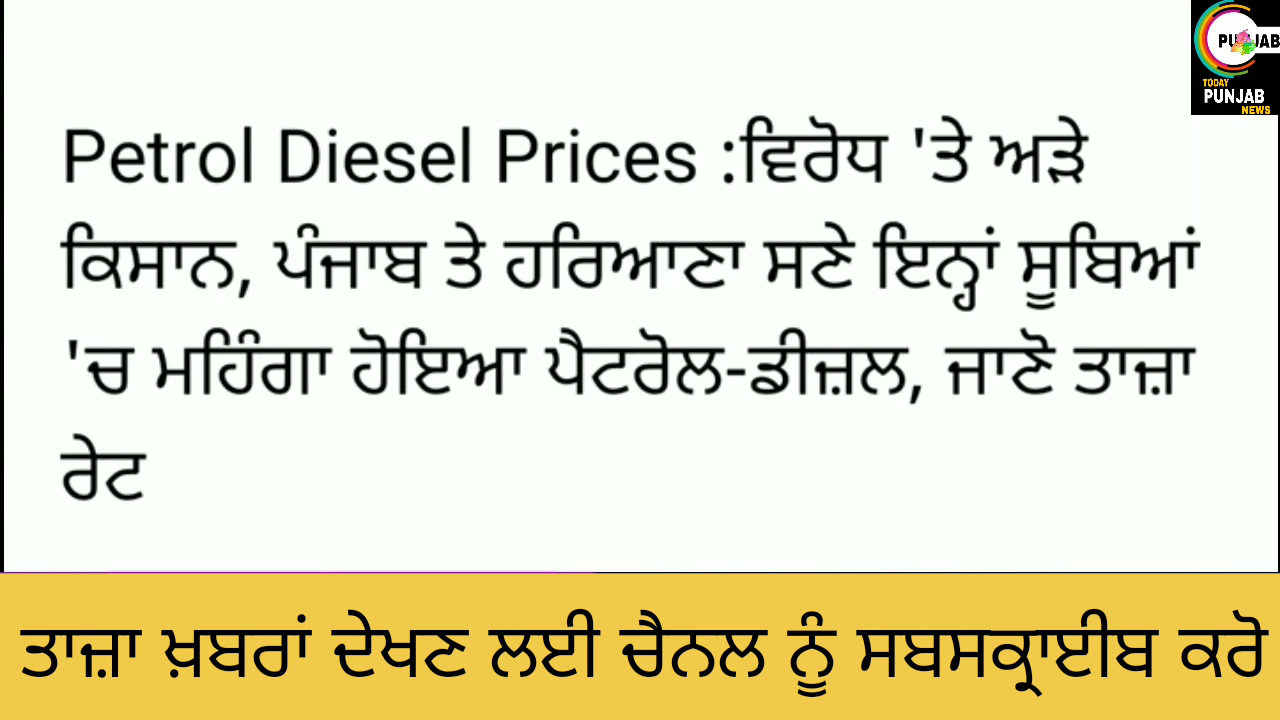 PUNJAB
TODAY
PUNJAB
NEWS
Petrol Diesel Prices :ਵਿਰੋਧ 'ਤੇ ਅੜੇ
ਕਿਸਾਨ, ਪੰਜਾਬ ਤੇ ਹਰਿਆਣਾ ਸਣੇ ਇਨ੍ਹਾਂ ਸੂਬਿਆਂ
'ਚ ਮਹਿੰਗਾ ਹੋਇਆ ਪੈਟਰੋਲ-ਡੀਜ਼ਲ, ਜਾਣੋ ਤਾਜ਼ਾ
ਰੇਟ
ਤਾਜ਼ਾ ਖ਼ਬਰਾਂ ਦੇਖਣ ਲਈ ਚੈਨਲ ਨੂੰ ਸਬਸਕ੍ਰਾਈਬ ਕਰੋ